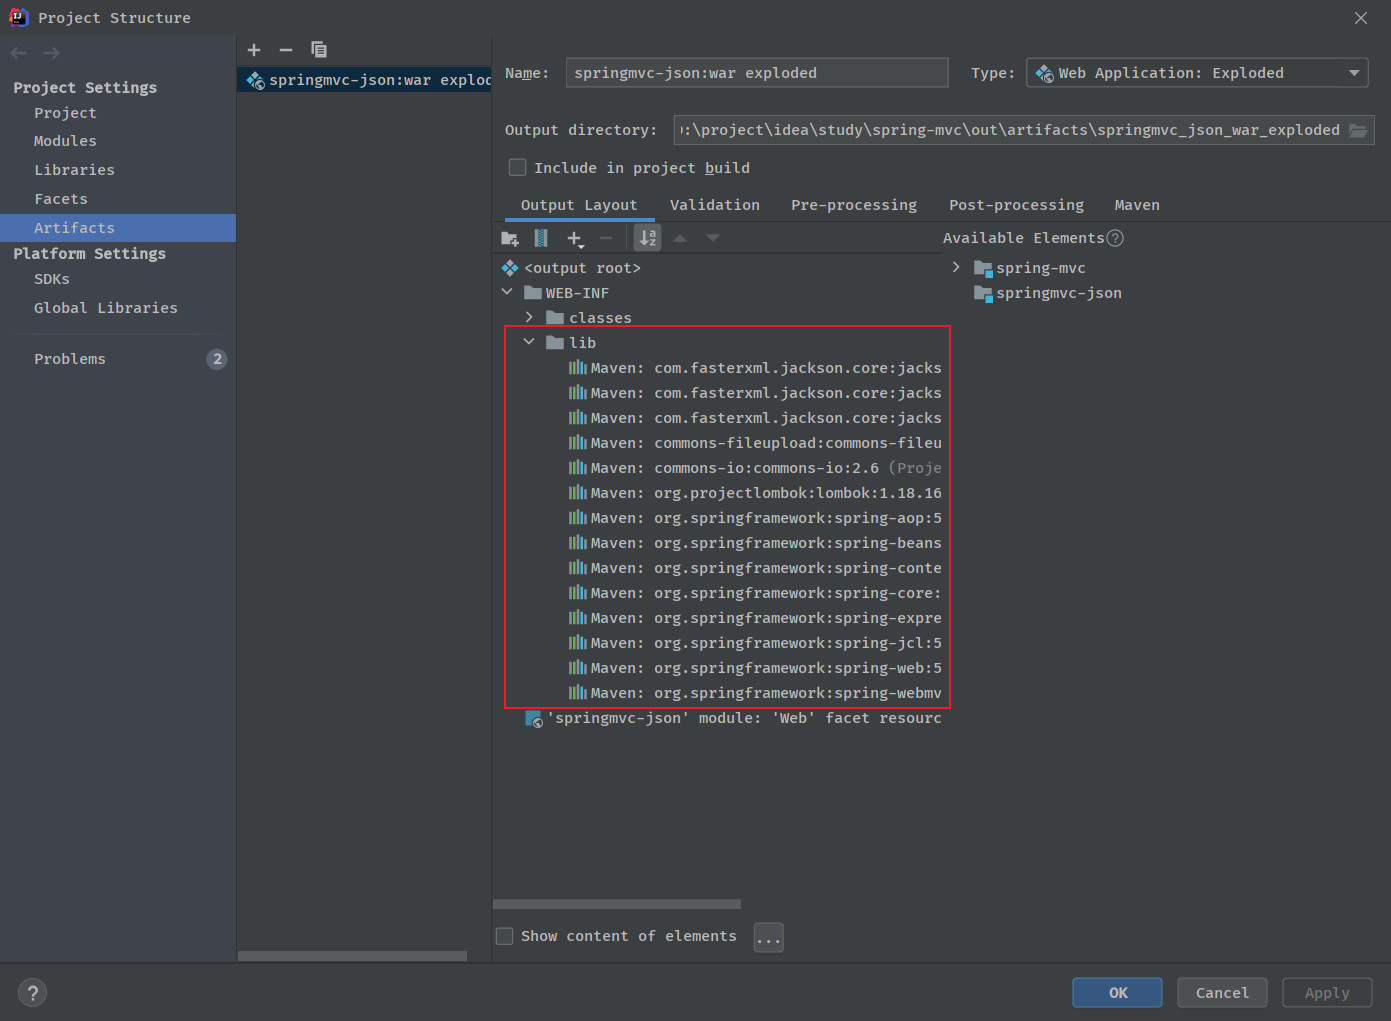 Project Structure
Project Settings
Project
Modules
Libraries
Facets
Artifacts
Platform Settings
SDKs
Global Libraries
Problems 2
springmvc-json:war explod
Name: springmvc-json:war exploded Type: Web Application: Exploded
Output directory: :\project\idea\study\spring-mvc\out\artifacts\springmvc_json_war_exploded
Include in project build
Output Layout Validation Pre-processing Post-processing Maven
Available Elements ?
<output root>
WEB-INF
classes
lib
Maven: com.fasterxml.jackson.core:jacks
Maven: com.fasterxml.jackson.core:jacks
Maven: com.fasterxml.jackson.core:jacks
Maven: commons-fileupload:commons-fileu
Maven: commons-io:commons-io:2.6 (Proje
Maven: org.projectlombok:lombok:1.18.16
Maven: org.springframework:spring-aop:5
Maven: org.springframework:spring-beans
Maven: org.springframework:spring-conte
Maven: org.springframework:spring-core:
Maven: org.springframework:spring-expre
Maven: org.springframework:spring-jcl:5
Maven: org.springframework:spring-web:5
Maven: org.springframework:spring-webmv
'springmvc-json' module: 'Web' facet resourc
spring-mvc
springmvc-json
Show content of elements ...
? OK Cancel Apply